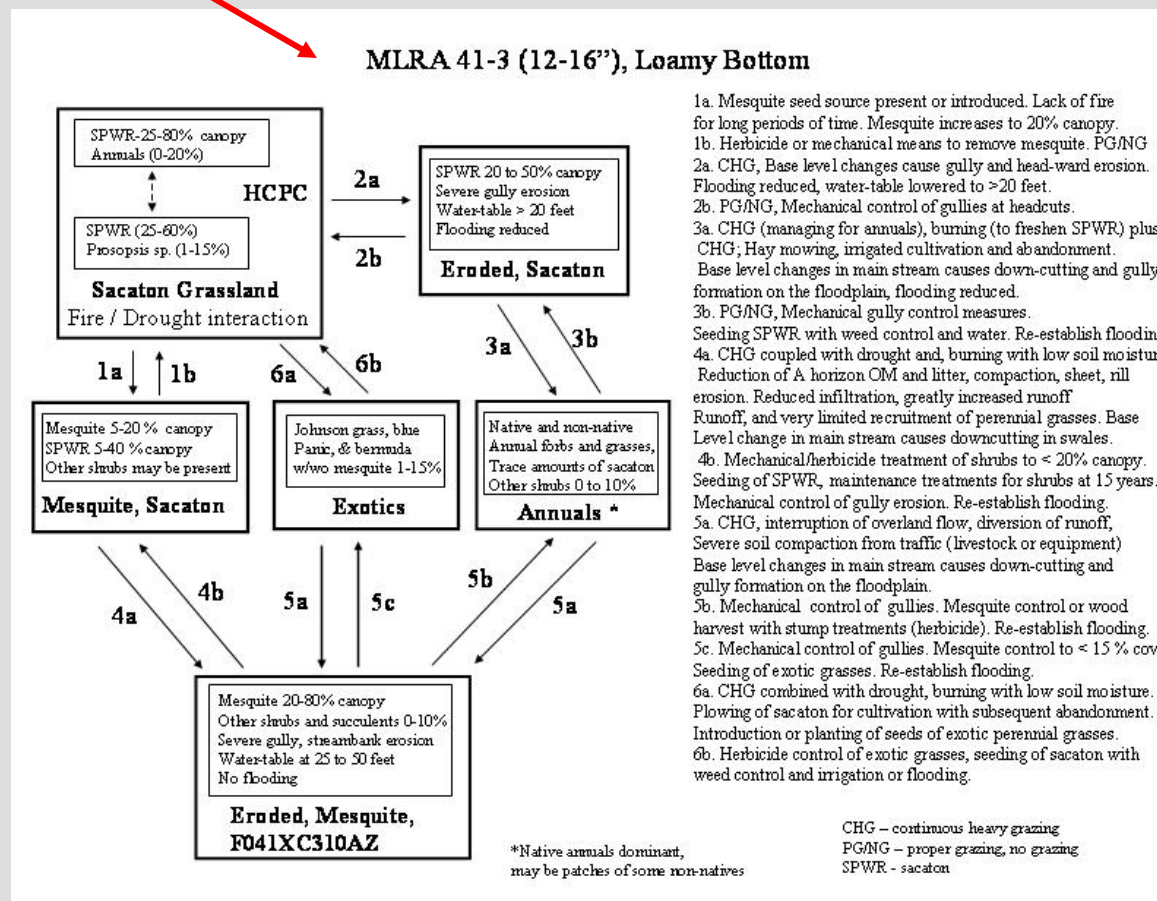 MLRA 41-3 (12-16”), Loamy Bottom
SPWR-25-80% canopy
Annuals (0-20%)
HCPC
SPWR (25-60%)
Prosopsis sp. (1-15%)
Sacaton Grassland
Fire / Drought interaction
2a
2b
SPWR 20 to 50% canopy
Severe gully erosion
Water-table > 20 feet
Flooding reduced
Eroded, Sacaton
1a
1b
6a
6b
3a
3b
Mesquite 5-20 % canopy
SPWR 5-40 % canopy
Other shrubs may be present
Mesquite, Sacaton
Johnson grass, blue
Panic, & bermuda
w/wo mesquite 1-15%
Exotics
Native and non-native
Annual forbs and grasses,
Trace amounts of sacaton
Other shrubs 0 to 10%
Annuals *
4a
4b
5a
5c
5b
5a
Mesquite 20-80% canopy
Other shrubs and succulents 0-10%
Severe gully, streambank erosion
Water-table at 25 to 50 feet
No flooding
Eroded, Mesquite,
F041XC310AZ
1a. Mesquite seed source present or introduced. Lack of fire
for long periods of time. Mesquite increases to 20% canopy.
1b. Herbicide or mechanical means to remove mesquite. PG/NG
2a. CHG, Base level changes cause gully and head-ward erosion.
Flooding reduced, water-table lowered to >20 feet.
2b. PG/NG, Mechanical control of gullies at headcuts.
3a. CHG (managing for annuals), burning (to freshen SPWR) plus
CHG; Hay mowing, irrigated cultivation and abandonment.
Base level changes in main stream causes down-cutting and gully
formation on the floodplain, flooding reduced.
3b. PG/NG, Mechanical gully control measures.
Seeding SPWR with weed control and water. Re-establish floodin
4a. CHG coupled with drought and, burning with low soil moistur
Reduction of A horizon OM and litter, compaction, sheet, rill
erosion. Reduced infiltration, greatly increased runoff
Runoff, and very limited recruitment of perennial grasses. Base
Level change in main stream causes downcutting in swales.
4b. Mechanical/herbicide treatment of shrubs to < 20% canopy.
Seeding of SPWR, maintenance treatments for shrubs at 15 years.
Mechanical control of gully erosion. Re-establish flooding.
5a. CHG, interruption of overland flow, diversion of runoff,
Severe soil compaction from traffic (livestock or equipment)
Base level changes in main stream causes down-cutting and
gully formation on the floodplain.
5b. Mechanical control of gullies. Mesquite control or wood
harvest with stump treatments (herbicide). Re-establish flooding.
5c. Mechanical control of gullies. Mesquite control to < 15 % cov
Seeding of exotic grasses. Re-establish flooding.
6a. CHG combined with drought, burning with low soil moisture.
Plowing of sacaton for cultivation with subsequent abandonment.
Introduction or planting of seeds of exotic perennial grasses.
6b. Herbicide control of exotic grasses, seeding of sacaton with
weed control and irrigation or flooding.
*Native annuals dominant,
may be patches of some non-natives
CHG – continuous heavy grazing
PG/NG – proper grazing, no grazing
SPWR - sacaton